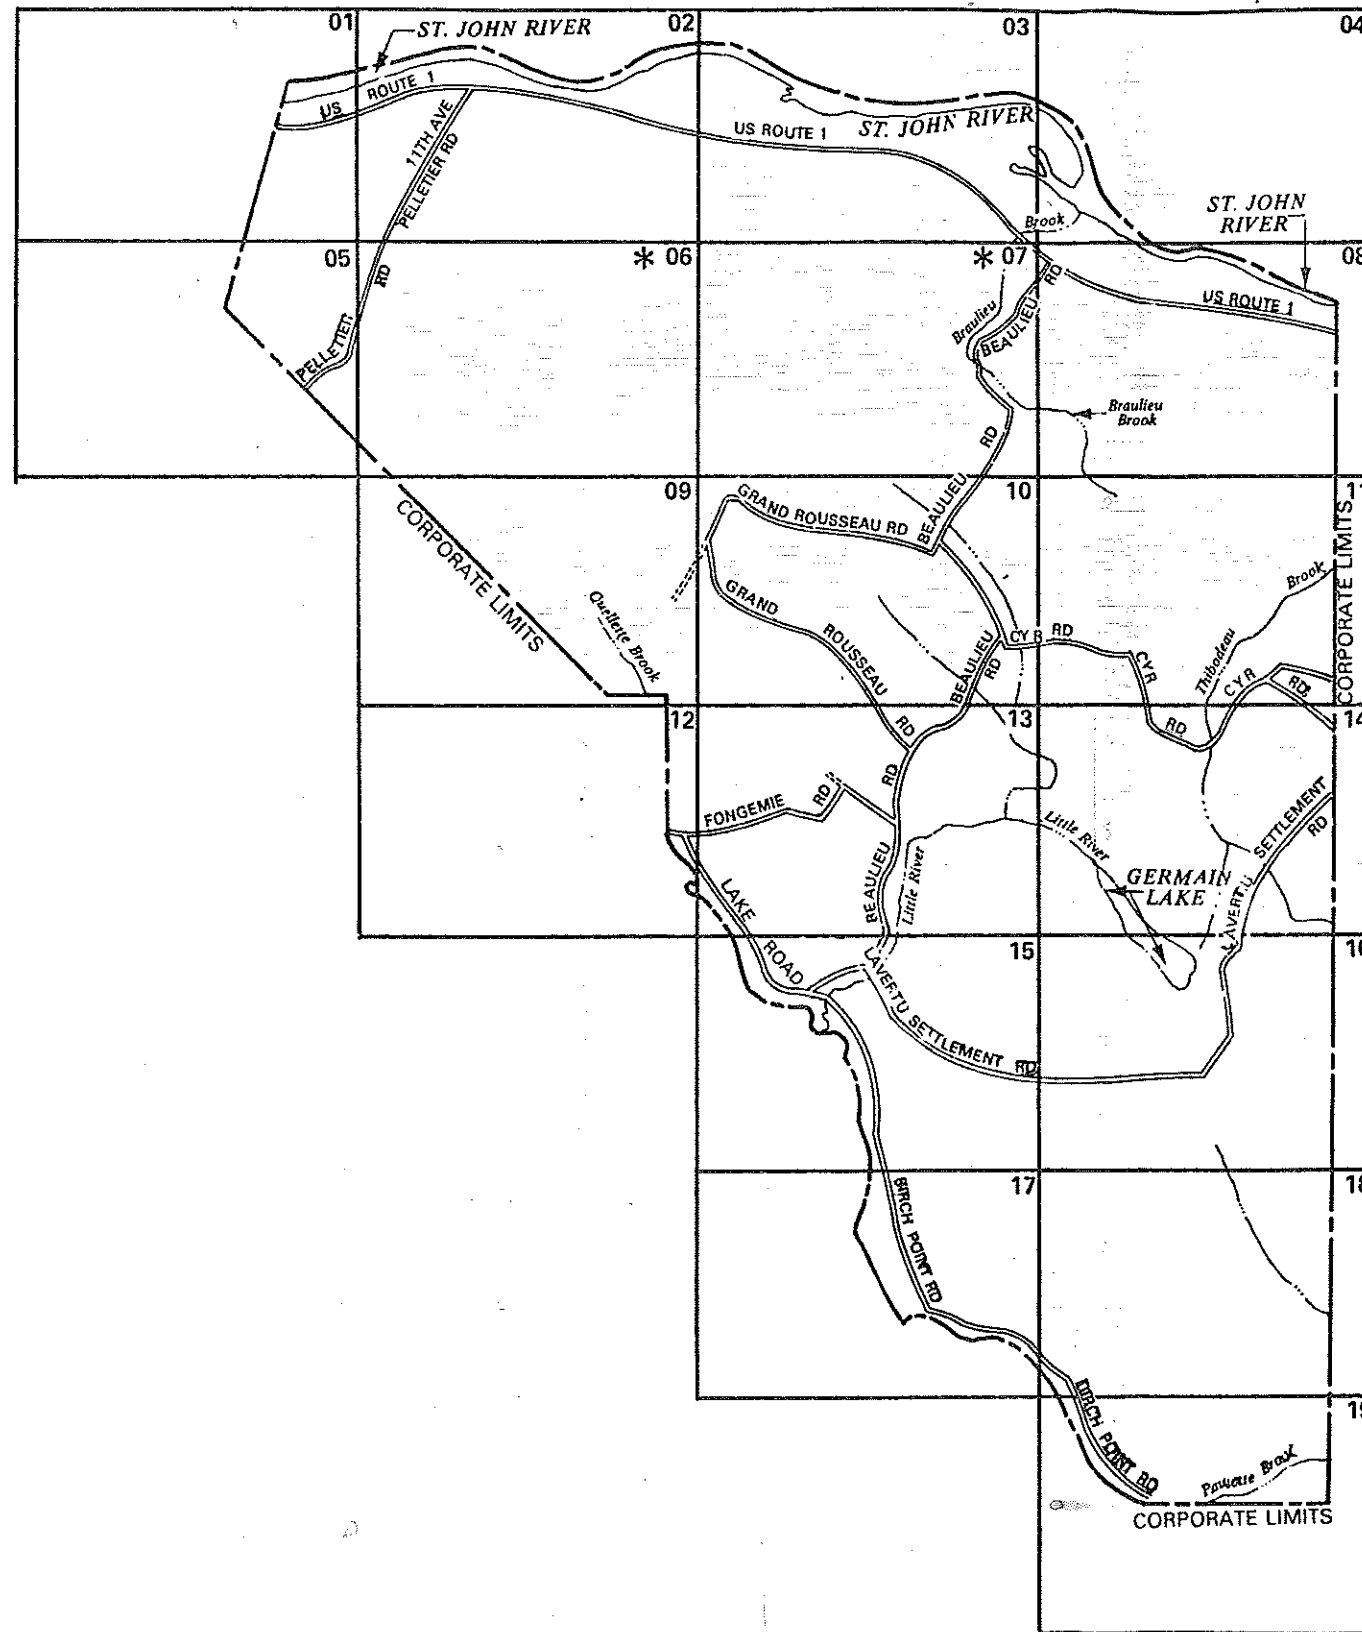 01
02
03
04
ST. JOHN RIVER
US ROUTE 1
11TH AVE
PELLETIER RD
US ROUTE 1
ST. JOHN RIVER
Brook
ST. JOHN
RIVER
05
* 06
* 07
08
PELLETIER RD
Braulieu
BEAULIEU RD
US ROUTE 1
Braulieu
Brook
BEAULIEU RD
09
10
11
CORPORATE LIMITS
GRAND ROUSSEAU RD
CORPORATE LIMITS
Quellette Brook
GRAND ROUSSEAU RD
BEAULIEU RD
CYR RD
CYR RD
Thibodeau Brook
CYR RD
12
13
14
FONGEMIE RD
BEAULIEU RD
Little River
Little River
GERMAIN
LAKE
LAVERTU SETTLEMENT RD
LAKE ROAD
15
16
LAVERTU SETTLEMENT RD
17
18
BIRCH POINT RD
19
BIRCH POINT RD
Brook
CORPORATE LIMITS